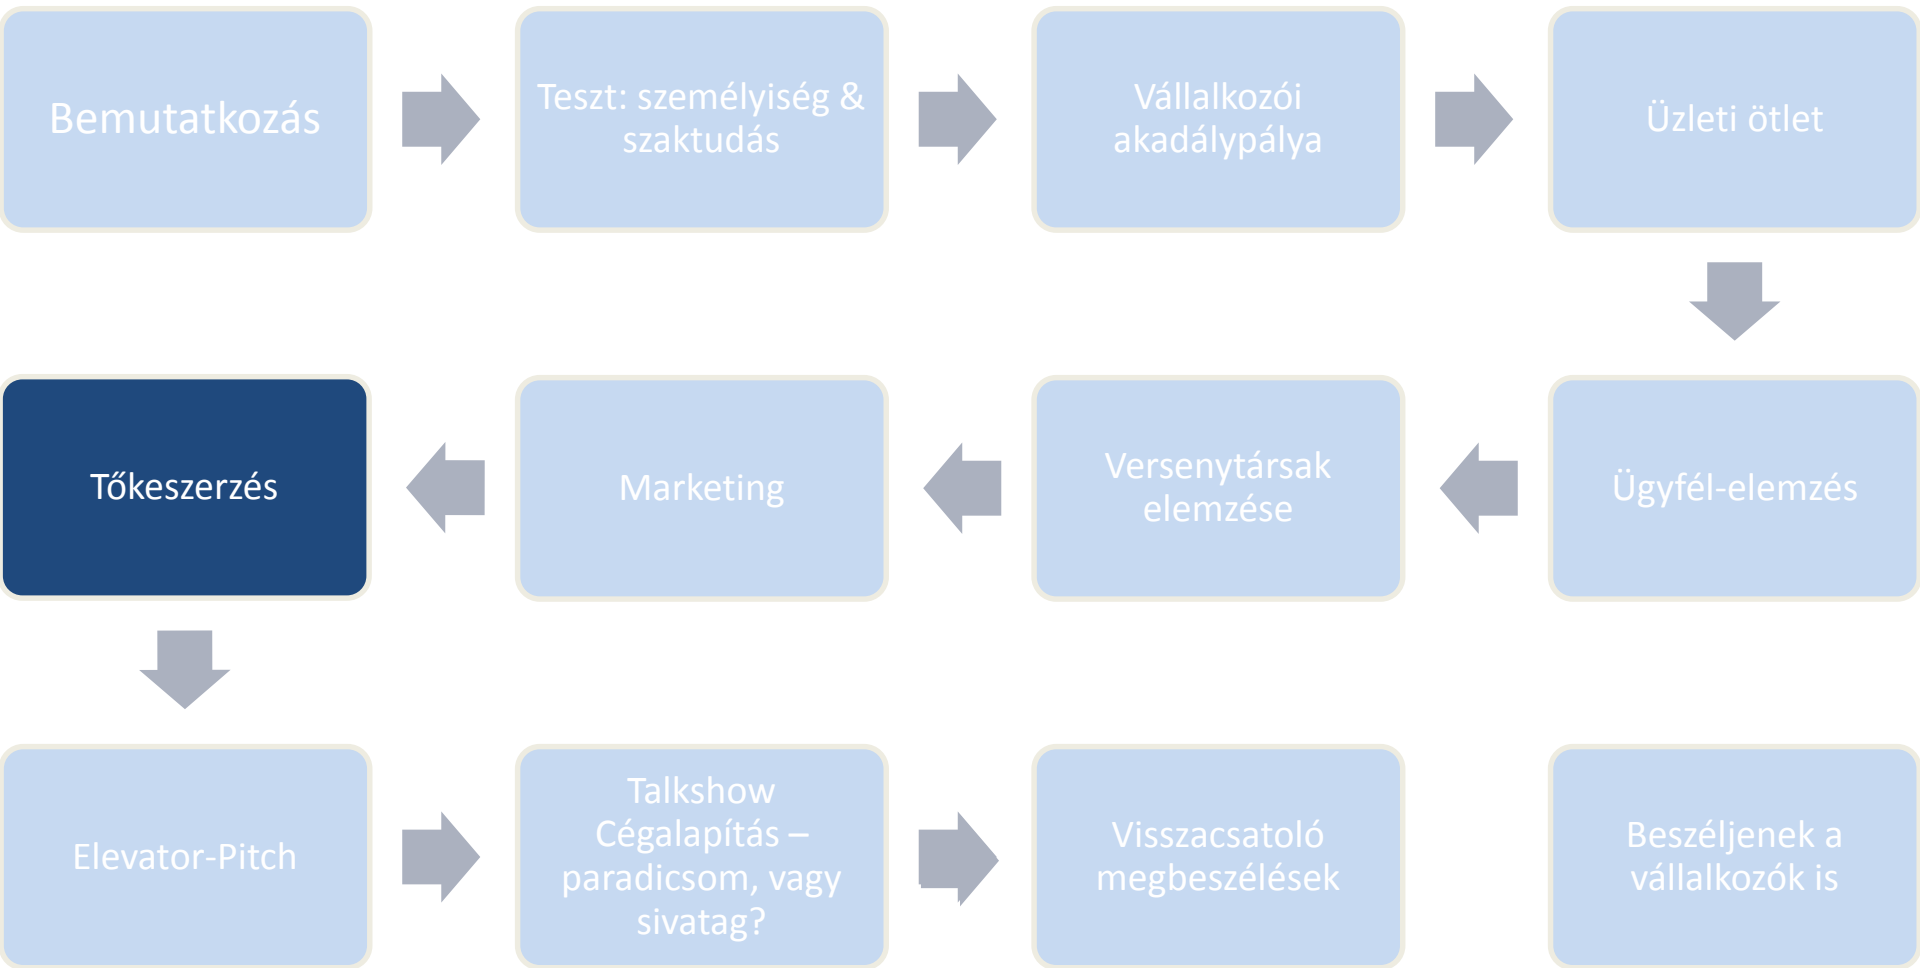 Bemutatkozás
Teszt: személyiség &
szaktudás
Vállalkozói
akadálypálya
Üzleti ötlet
Ügyfél-elemzés
Versenytársak
elemzése
Marketing
Tőkeszerzés
Elevator-Pitch
Talkshow
Cégalapítás –
paradicsom, vagy
sivatag?
Visszacsatoló
megbeszélések
Beszéljenek a
vállalkozók is